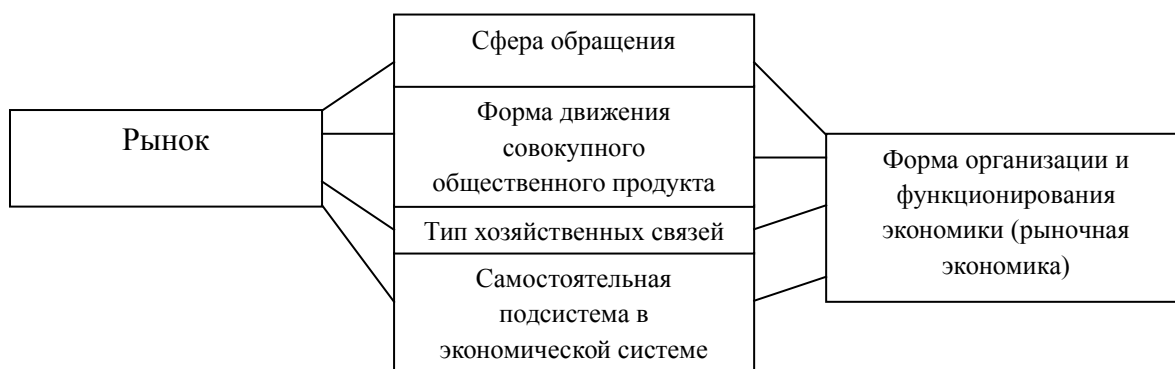 Рынок
Сфера обращения
Форма движения
совокупного
общественного продукта
Тип хозяйственных связей
Самостоятельная
подсистема в
экономической системе
Форма организации и
функционирования
экономики (рыночная
экономика)